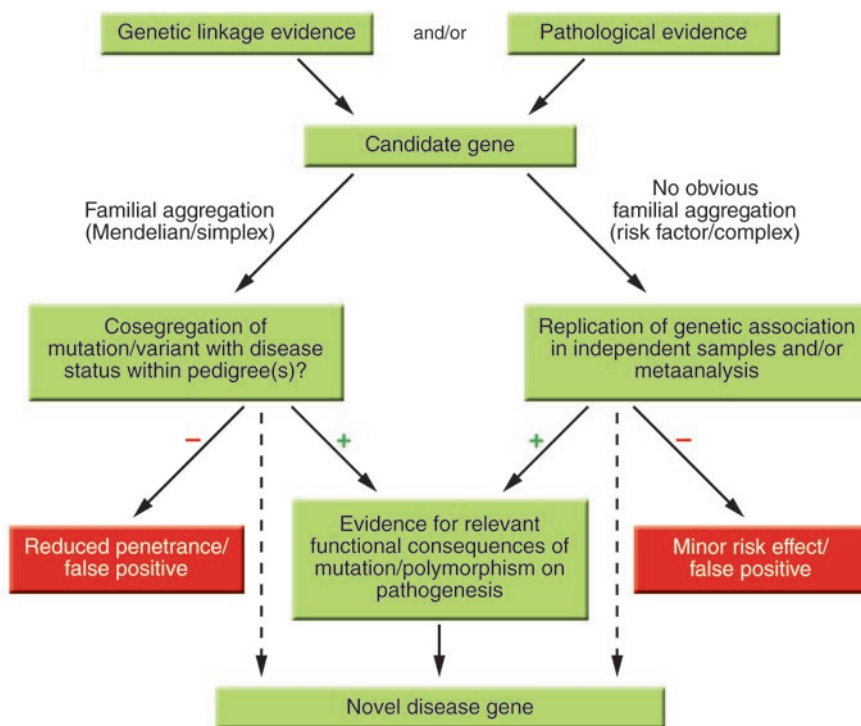 Genetic linkage evidence
and/or
Pathological evidence
Candidate gene
Familial aggregation
(Mendelian/simplex)
No obvious
familial aggregation
(risk factor/complex)
Cosegregation of
mutation/variant with disease
status within pedigree(s)?
Replication of genetic association
in independent samples and/or
metaanalysis
–
+
+
–
Reduced penetrance/
false positive
Evidence for relevant
functional consequences of
mutation/polymorphism on
pathogenesis
Minor risk effect/
false positive
Novel disease gene